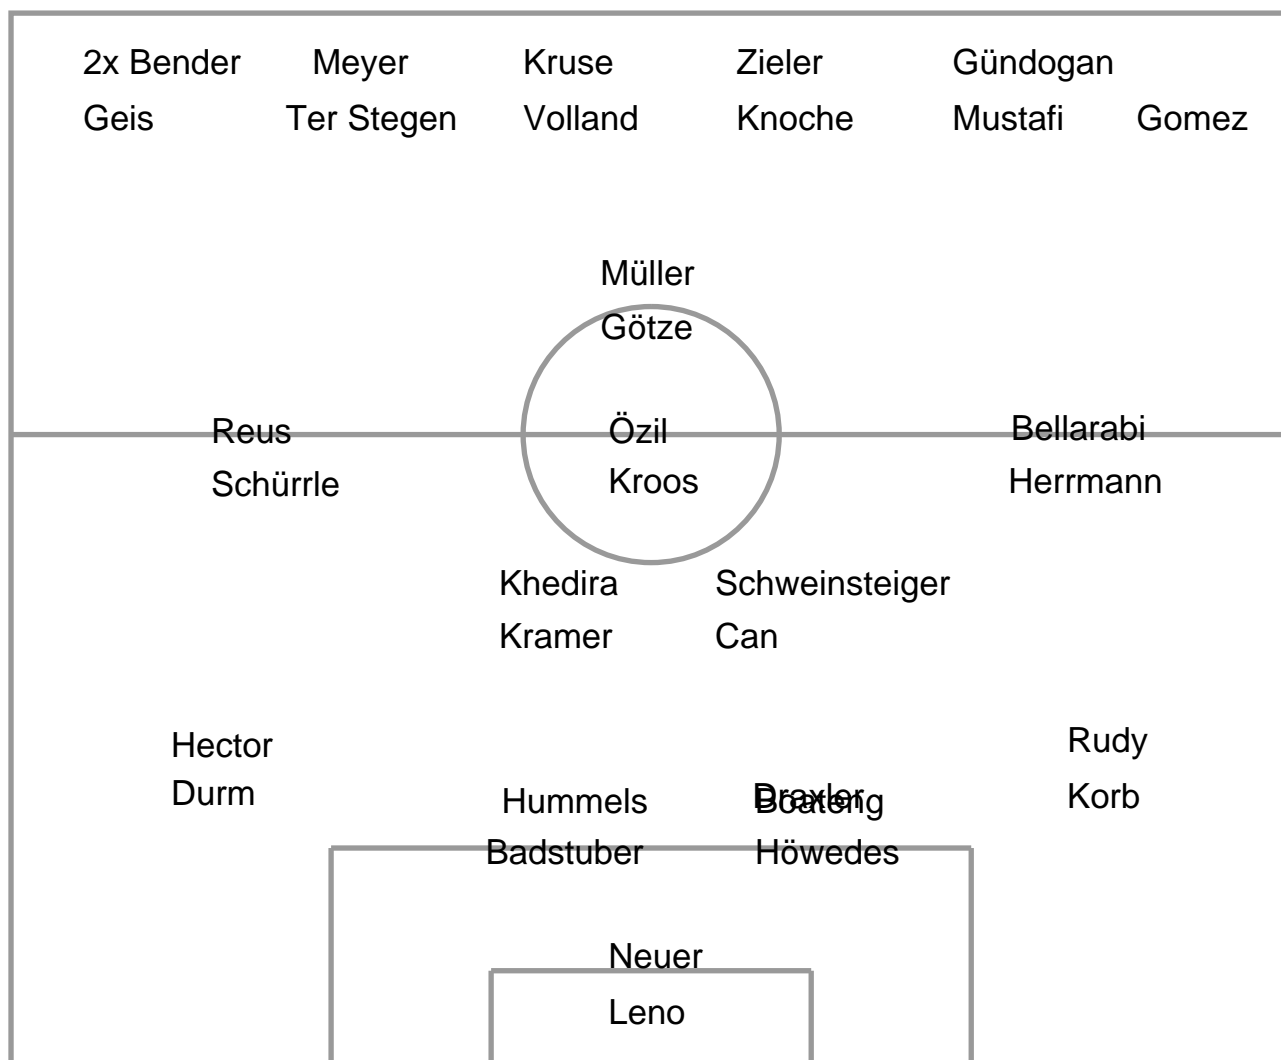 2x Bender Meyer Kruse Zieler Gündogan
Geis Ter Stegen Volland Knoche Mustafi Gomez
Müller
Götze
Reus Özil Bellarabi
Schürrle Kroos Herrmann
Khedira Schweinsteiger
Kramer Can
Hector Rudy
Durm Hummels Draxler Boateng Korb
Badstuber Höwedes
Neuer
Leno